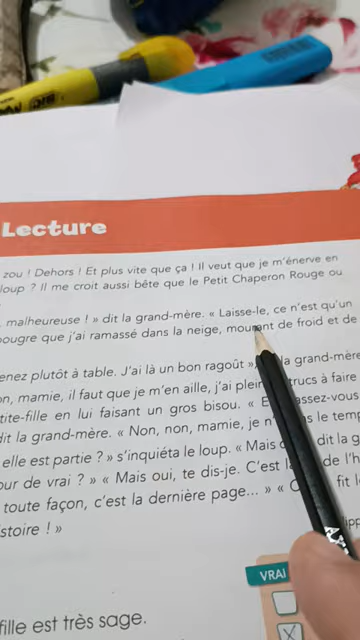 Lecture
zou ! Dehors ! Et plus vite que ça ! Il veut que je m'énerve en
loup ? Il me croit aussi bête que le Petit Chaperon Rouge ou
malheureuse ! » dit la grand-mère. « Laisse-le, ce n'est qu'un
bougre que j'ai ramassé dans la neige, mourant de froid et de
enez plutôt à table. J'ai là un bon ragoût », la grand-mère
on, mamie, il faut que je m'en aille, j'ai plein trucs à faire
tite-fille en lui faisant un gros bisou. « assez-vous
dit la grand-mère. « Non, non, mamie, je n' le temp
elle est partie ? » s'inquiéta le loup. « Mais dit la g
our de vrai ? » « Mais oui, te dis-je. C'est l de l'h
toute façon, c'est la dernière page... » « fit le
istoire ! »
VRAI
fille est très sage.